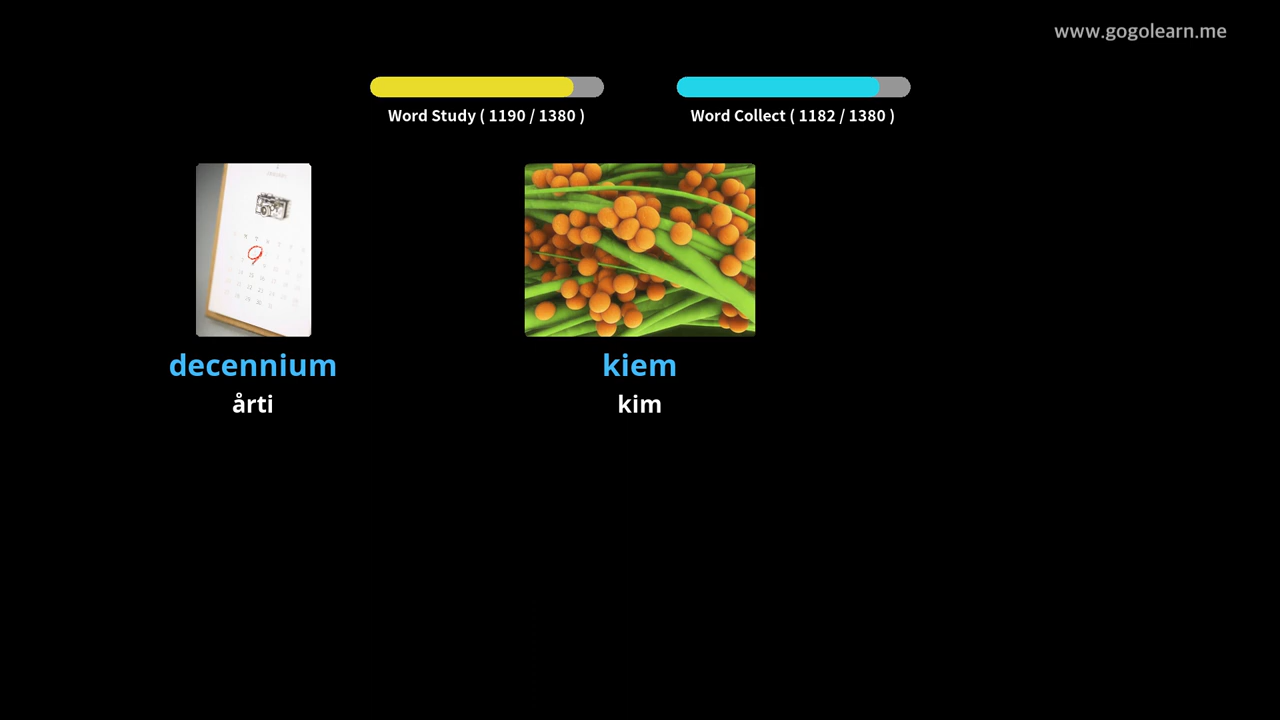 www.gogolearn.me
Word Study ( 1190 / 1380 )
Word Collect ( 1182 / 1380 )
decennium
årti
kiem
kim